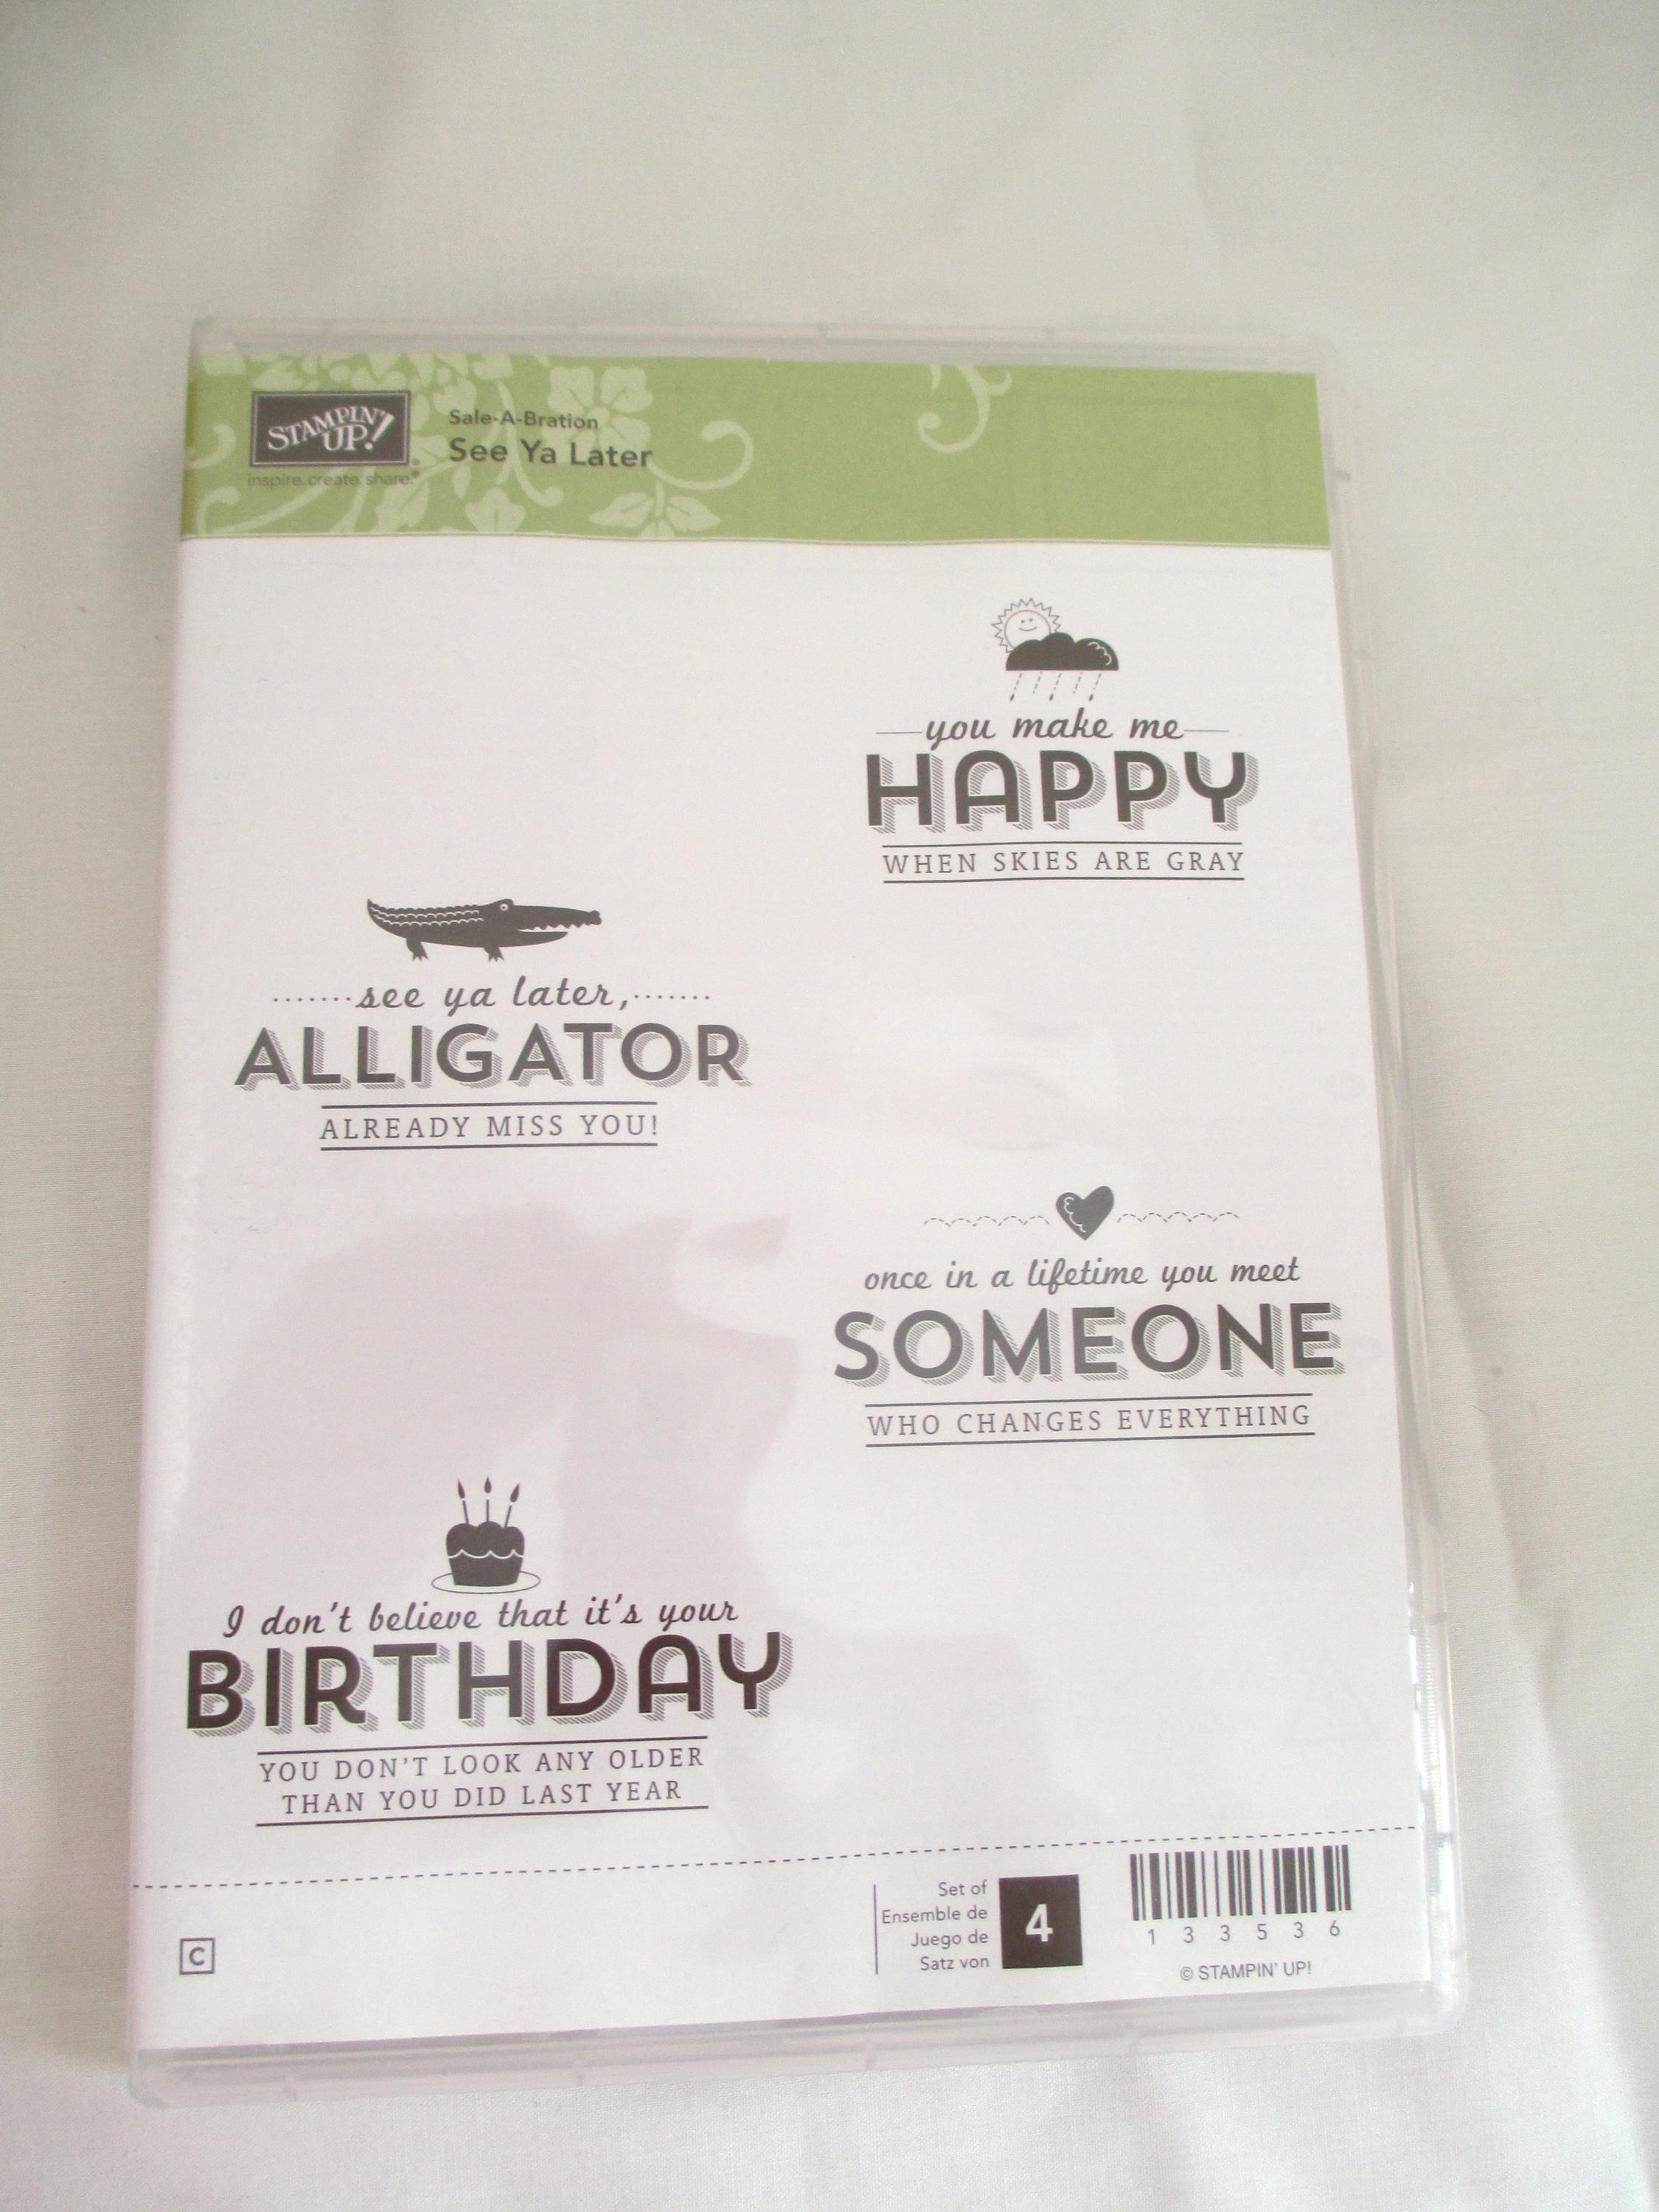 STAMPIN' UP!
inspire. create. share.
Sale-A-Bration
See Ya Later
you make me
HAPPY
WHEN SKIES ARE GRAY
see ya later,
ALLIGATOR
ALREADY MISS YOU!
once in a lifetime you meet
SOMEONE
WHO CHANGES EVERYTHING
I don't believe that it's your
BIRTHDAY
YOU DON'T LOOK ANY OLDER
THAN YOU DID LAST YEAR
C
Set of
Ensemble de
Juego de
Satz von
4
1 3 3 5 3 6
© STAMPIN' UP!